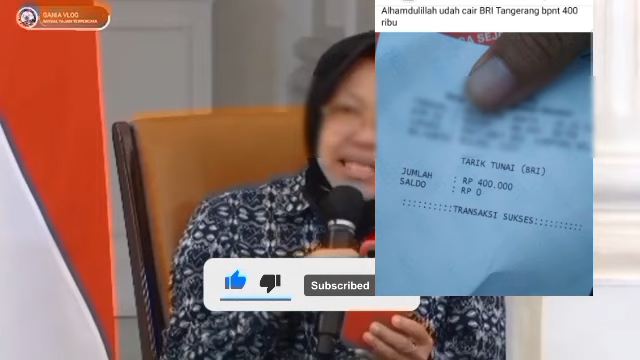 GANIA VLOG
Alhamdulillah udah cair BRI Tangerang bpnt 400
ribu
TARIK TUNAI (BRI)
JUMLAH : RP 400.000
SALDO : RP 0
::::::::::TRANSAKSI SUKSES:::::::::
Subscribed